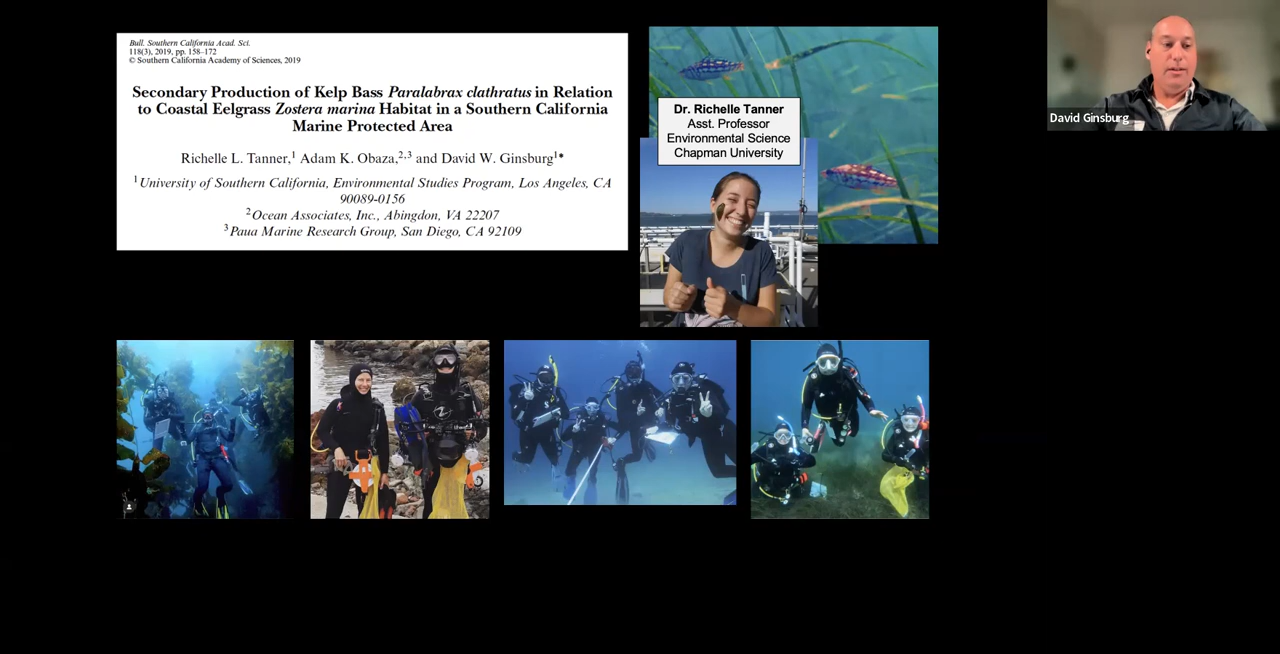 Bull. Southern California Acad. Sci.
118(3), 2019, pp. 158–172
© Southern California Academy of Sciences, 2019
Secondary Production of Kelp Bass Paralabrax clathratus in Relation
to Coastal Eelgrass Zostera marina Habitat in a Southern California
Marine Protected Area
Richelle L. Tanner,1 Adam K. Obaza,2,3 and David W. Ginsburg1*
1University of Southern California, Environmental Studies Program, Los Angeles, CA
90089-0156
2Ocean Associates, Inc., Abingdon, VA 22207
3Paua Marine Research Group, San Diego, CA 92109
Dr. Richelle Tanner
Asst. Professor
Environmental Science
Chapman University
David Ginsburg